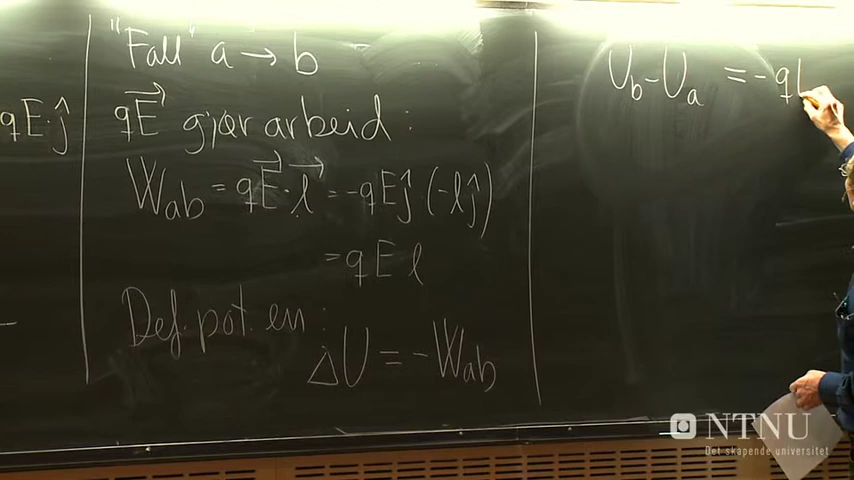 qE·ĵ
"Fall" a → b
qE⃗ gjør arbeid:
W_ab = qE⃗·l⃗ = -qEĵ(-lĵ)
= qEl
Def. pot. en:
ΔU = -W_ab
U_b - U_a = -q
NTNU
Det skapende universitet